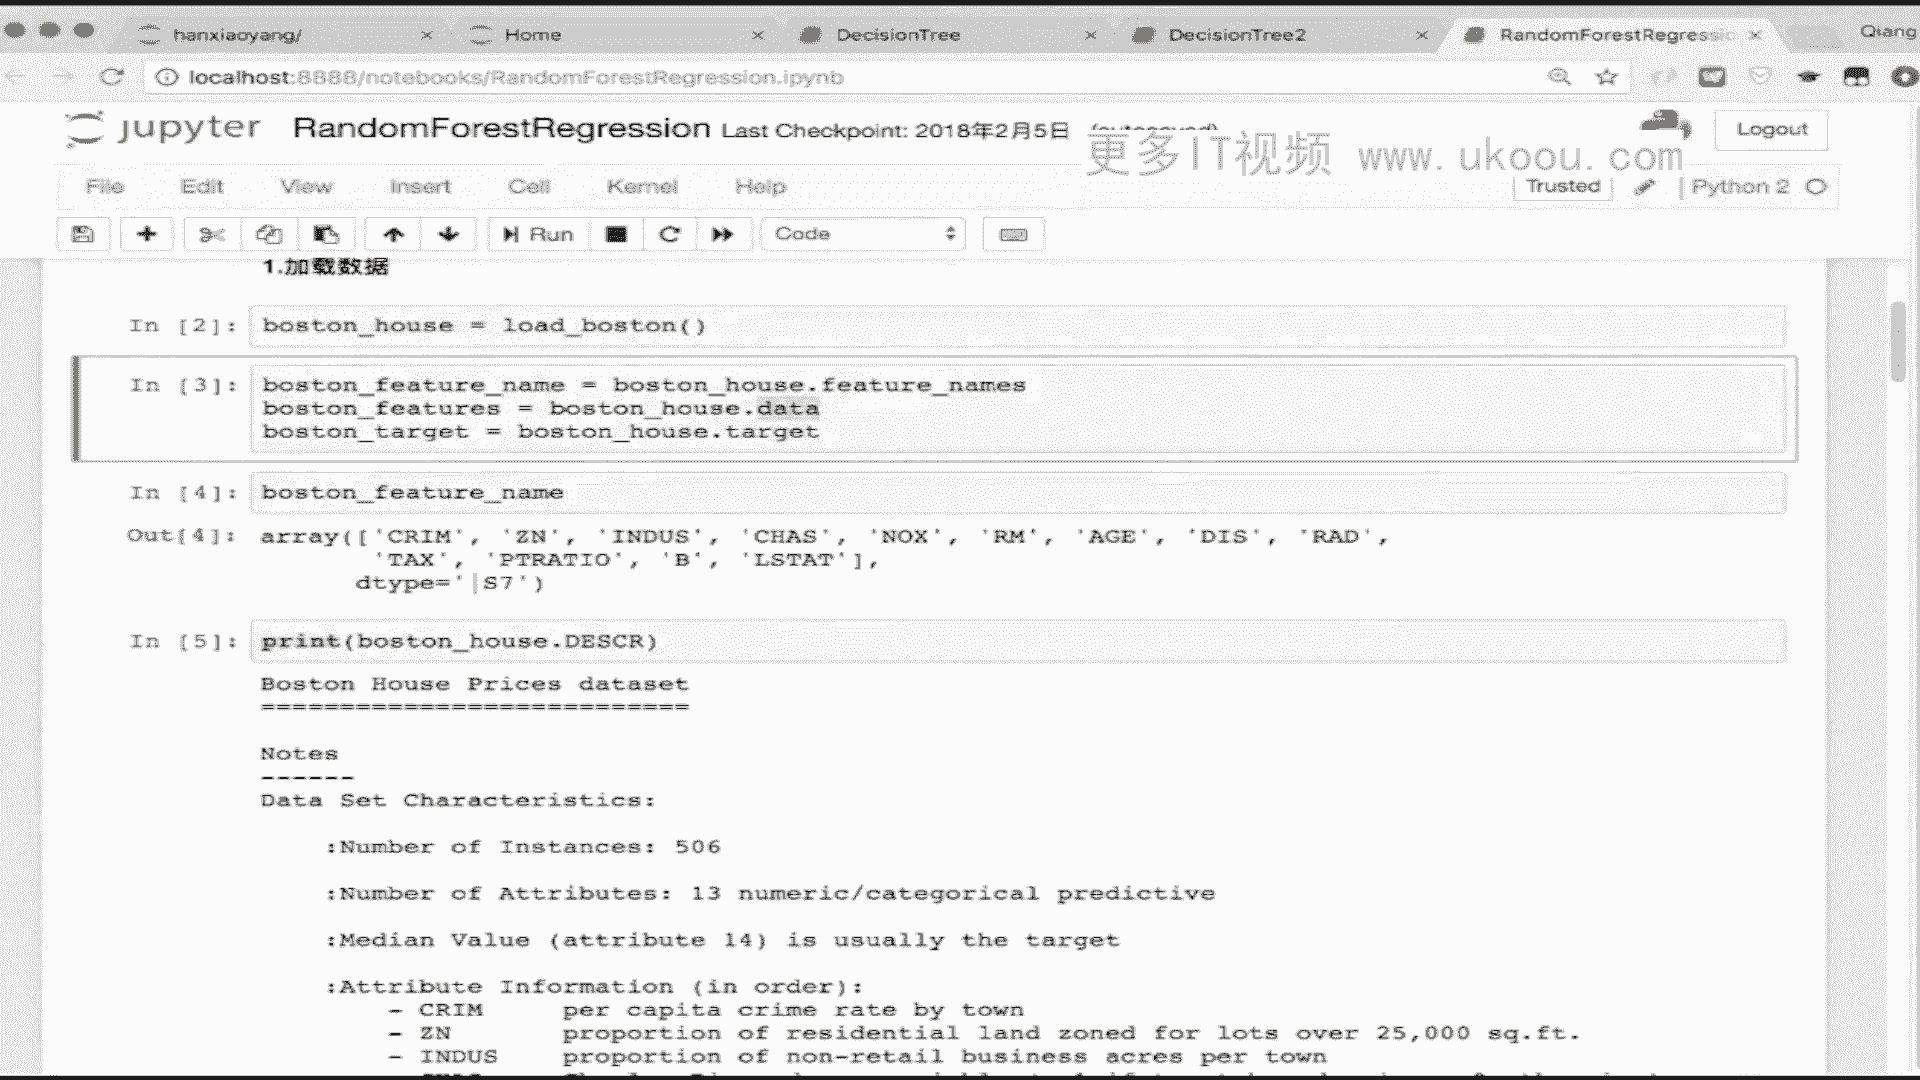 hanxiaoyang/
Home
DecisionTree
DecisionTree2
RandomForestRegressio
Qiang
localhost:8888/notebooks/RandomForestRegression.ipynb
jupyter RandomForestRegression Last Checkpoint: 2018年2月5日 (autosaved)
Logout
更多IT视频 www.ukoou.com
File Edit View Insert Cell Kernel Help
Trusted
Python 2
Run
Code
1.加载数据
In [2]: boston_house = load_boston()
In [3]: boston_feature_name = boston_house.feature_names
boston_features = boston_house.data
boston_target = boston_house.target
In [4]: boston_feature_name
Out[4]: array(['CRIM', 'ZN', 'INDUS', 'CHAS', 'NOX', 'RM', 'AGE', 'DIS', 'RAD',
'TAX', 'PTRATIO', 'B', 'LSTAT'],
dtype='|S7')
In [5]: print(boston_house.DESCR)
Boston House Prices dataset
===========================
Notes
------
Data Set Characteristics:
:Number of Instances: 506
:Number of Attributes: 13 numeric/categorical predictive
:Median Value (attribute 14) is usually the target
:Attribute Information (in order):
- CRIM per capita crime rate by town
- ZN proportion of residential land zoned for lots over 25,000 sq.ft.
- INDUS proportion of non-retail business acres per town